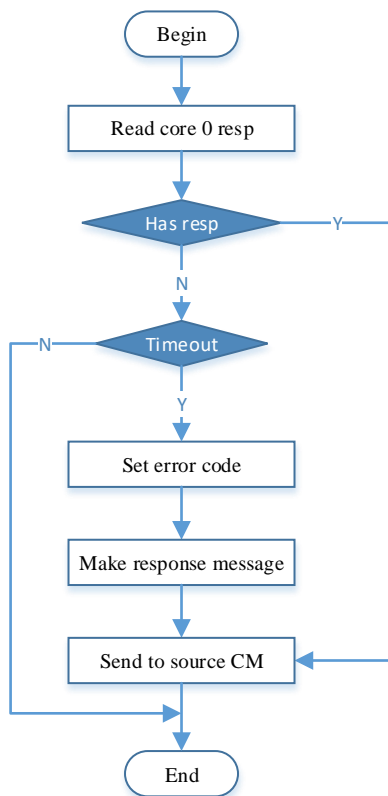 Begin
Read core 0 resp
Has resp
Y
N
N
Timeout
Y
Set error code
Make response message
Send to source CM
End